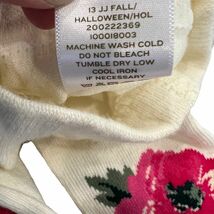 13 JJ FALL/
HALLOWEEN/HOL
200222369
100018003
MACHINE WASH COLD
DO NOT BLEACH
TUMBLE DRY LOW
COOL IRON
IF NECESSARY